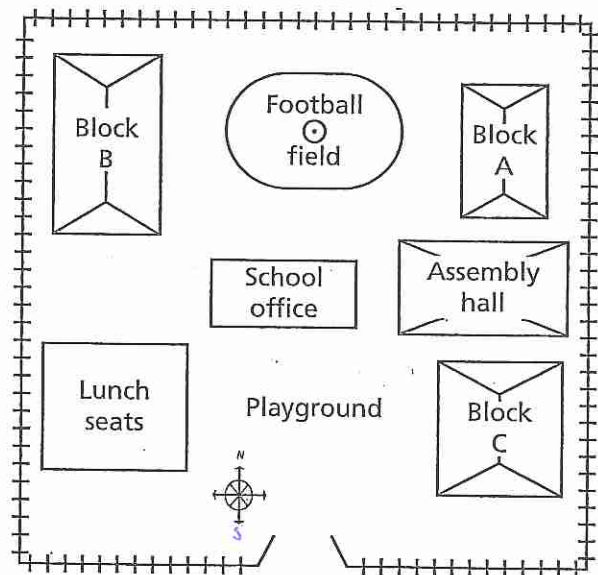 Block
B
Football
field
Block
A
School
office
Assembly
hall
Lunch
seats
Playground
Block
C
N
S